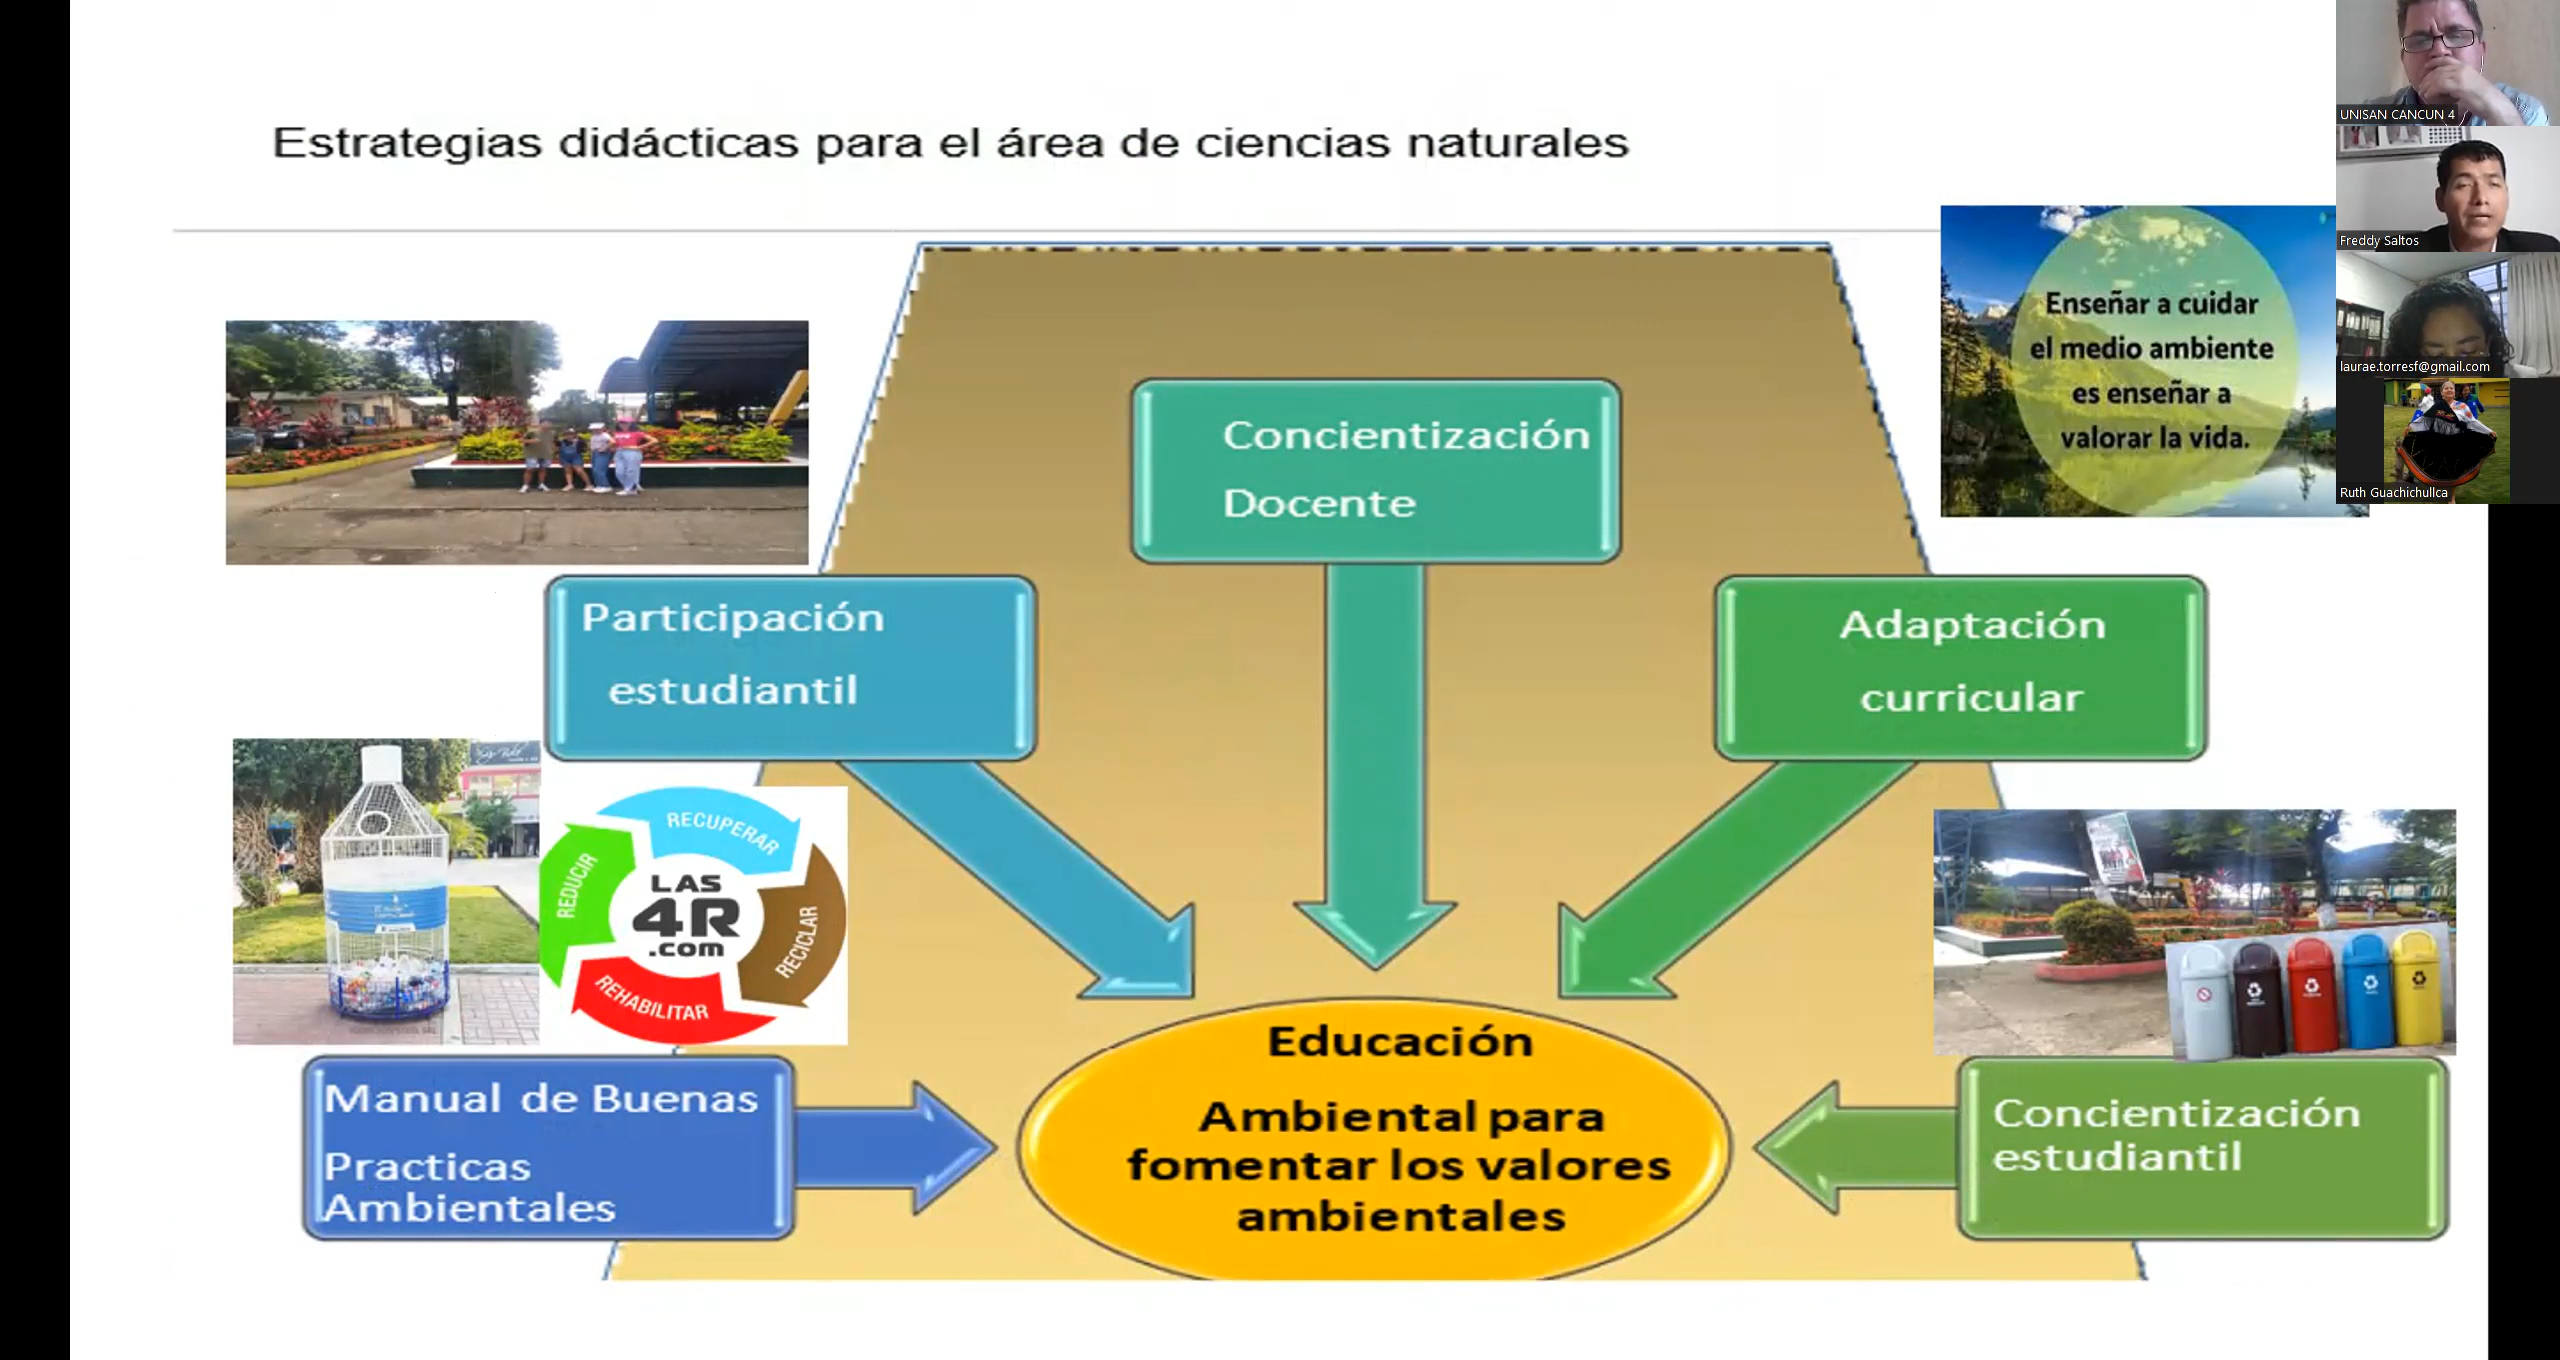 Estrategias didácticas para el área de ciencias naturales
Enseñar a cuidar
el medio ambiente
es enseñar a
valorar la vida.
Concientización
Docente
Participación
estudiantil
Adaptación
curricular
RECUPERAR
REDUCIR
LAS
4R
.com
RECICLAR
REHABILITAR
Manual de Buenas
Practicas
Ambientales
Educación
Ambiental para
fomentar los valores
ambientales
Concientización
estudiantil
UNISAN CANCUN 4
Freddy Saltos
laurae.torresf@gmail.com
Ruth Guachichullca